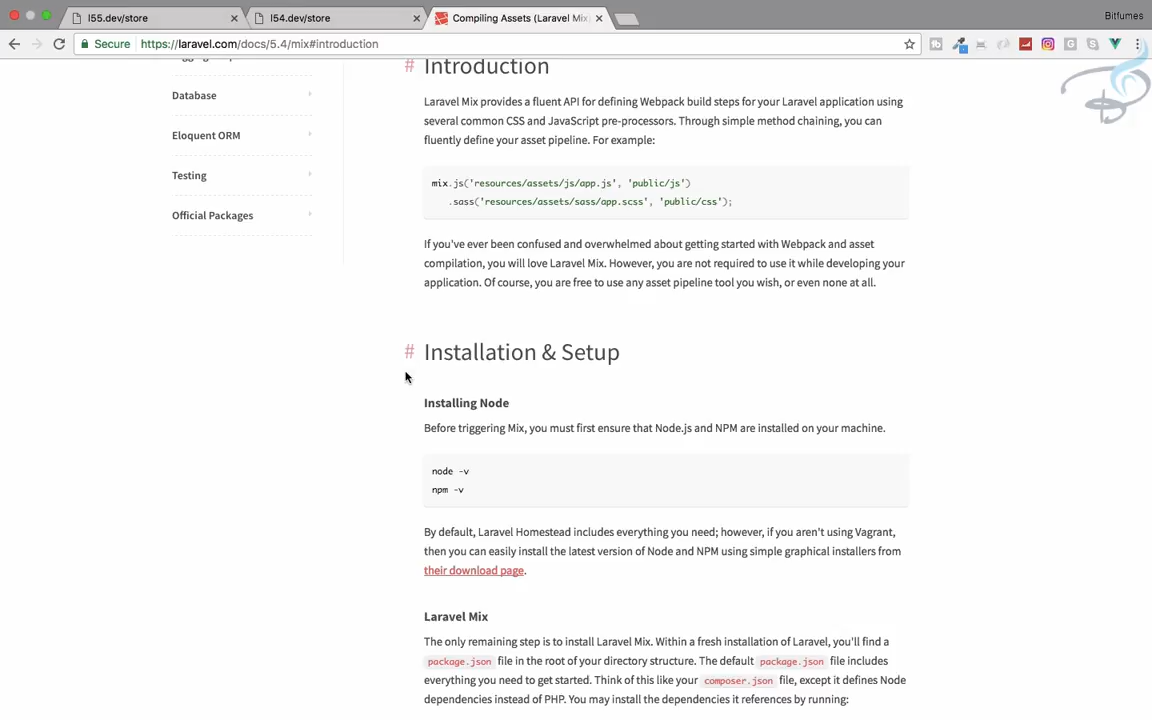 l55.dev/store
l54.dev/store
Compiling Assets (Laravel Mix
Bitfumes
Secure
https://laravel.com/docs/5.4/mix#introduction
Database
Eloquent ORM
Testing
Official Packages
# Introduction
Laravel Mix provides a fluent API for defining Webpack build steps for your Laravel application using
several common CSS and JavaScript pre-processors. Through simple method chaining, you can
fluently define your asset pipeline. For example:
mix.js('resources/assets/js/app.js', 'public/js')
.sass('resources/assets/sass/app.scss', 'public/css');
If you've ever been confused and overwhelmed about getting started with Webpack and asset
compilation, you will love Laravel Mix. However, you are not required to use it while developing your
application. Of course, you are free to use any asset pipeline tool you wish, or even none at all.
# Installation & Setup
Installing Node
Before triggering Mix, you must first ensure that Node.js and NPM are installed on your machine.
node -v
npm -v
By default, Laravel Homestead includes everything you need; however, if you aren't using Vagrant,
then you can easily install the latest version of Node and NPM using simple graphical installers from
their download page.
Laravel Mix
The only remaining step is to install Laravel Mix. Within a fresh installation of Laravel, you'll find a
package.json file in the root of your directory structure. The default package.json file includes
everything you need to get started. Think of this like your composer.json file, except it defines Node
dependencies instead of PHP. You may install the dependencies it references by running: